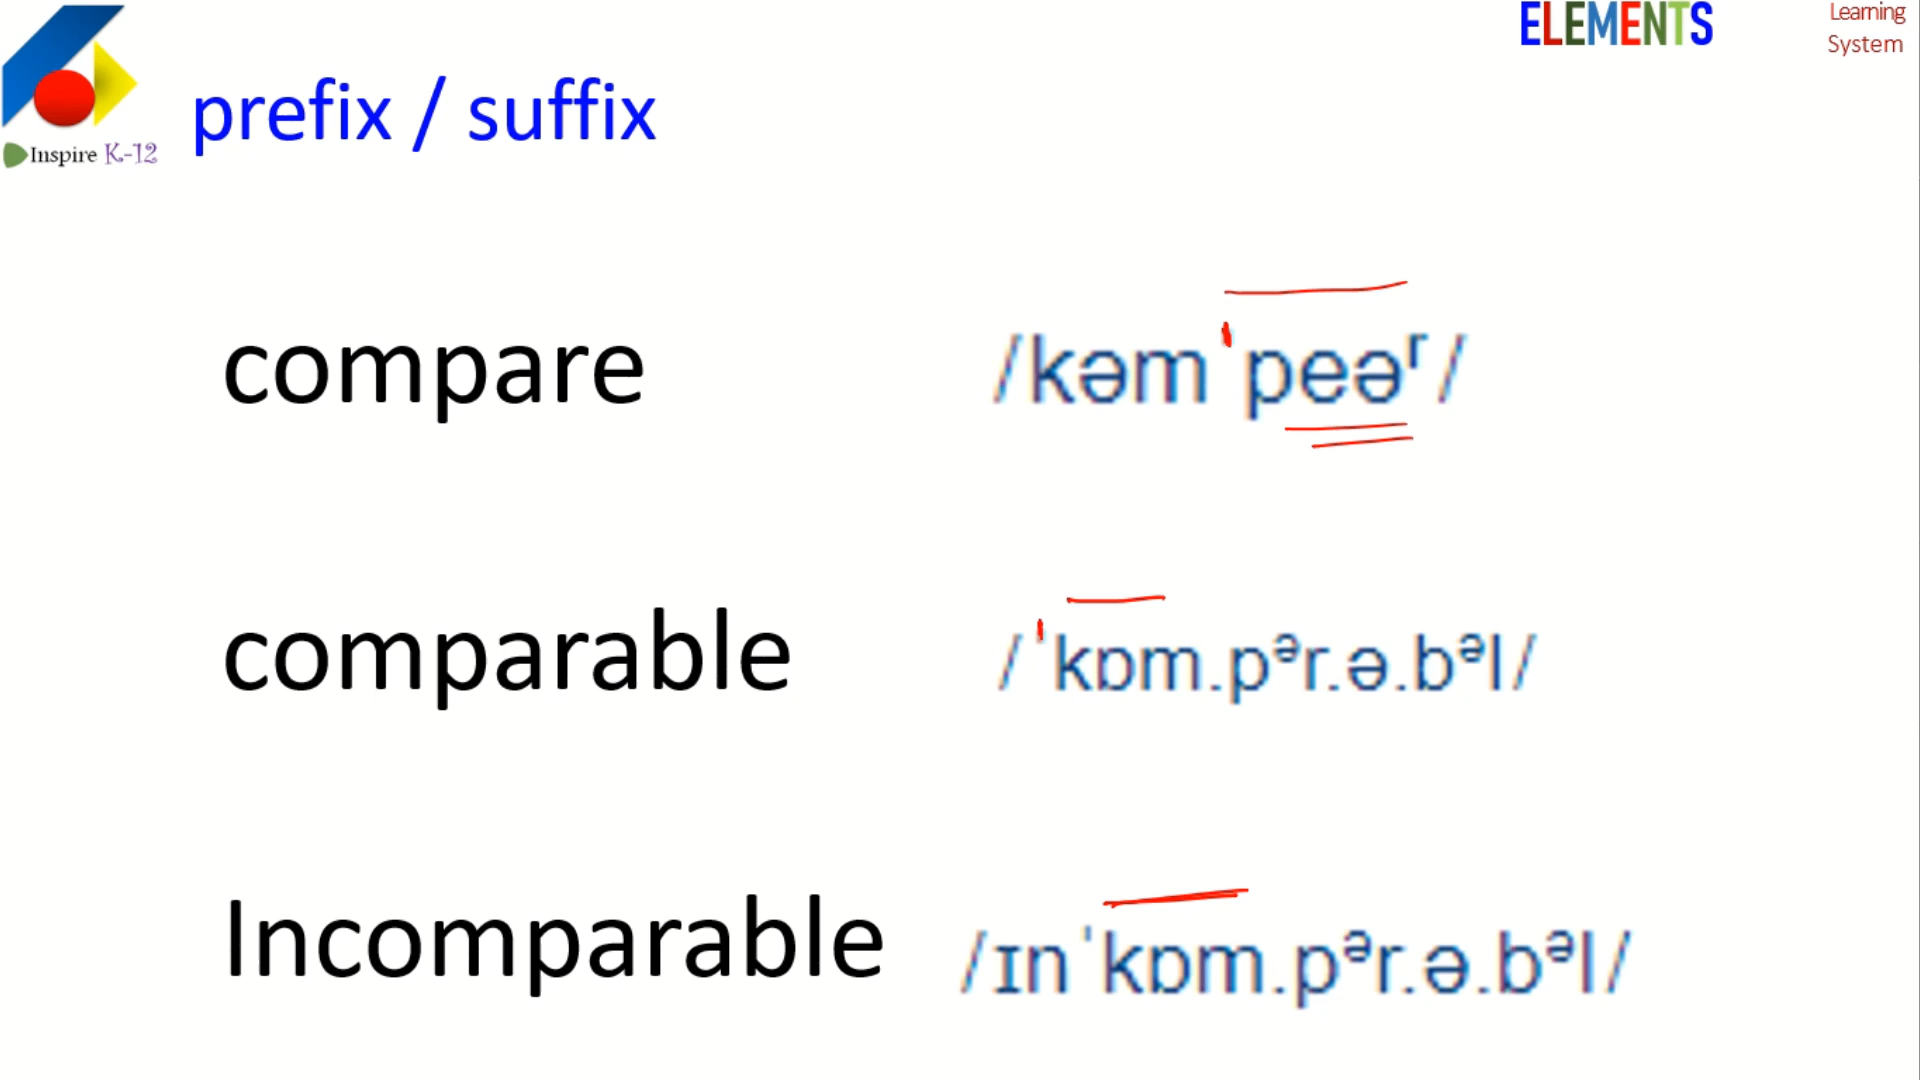 ELEMENTS
Learning
System
prefix / suffix
Inspire K-12
compare /kəmˈpeəʳ/
comparable /ˈkɒm.pᵊr.ə.bᵊl/
Incomparable /ɪnˈkɒm.pᵊr.ə.bᵊl/